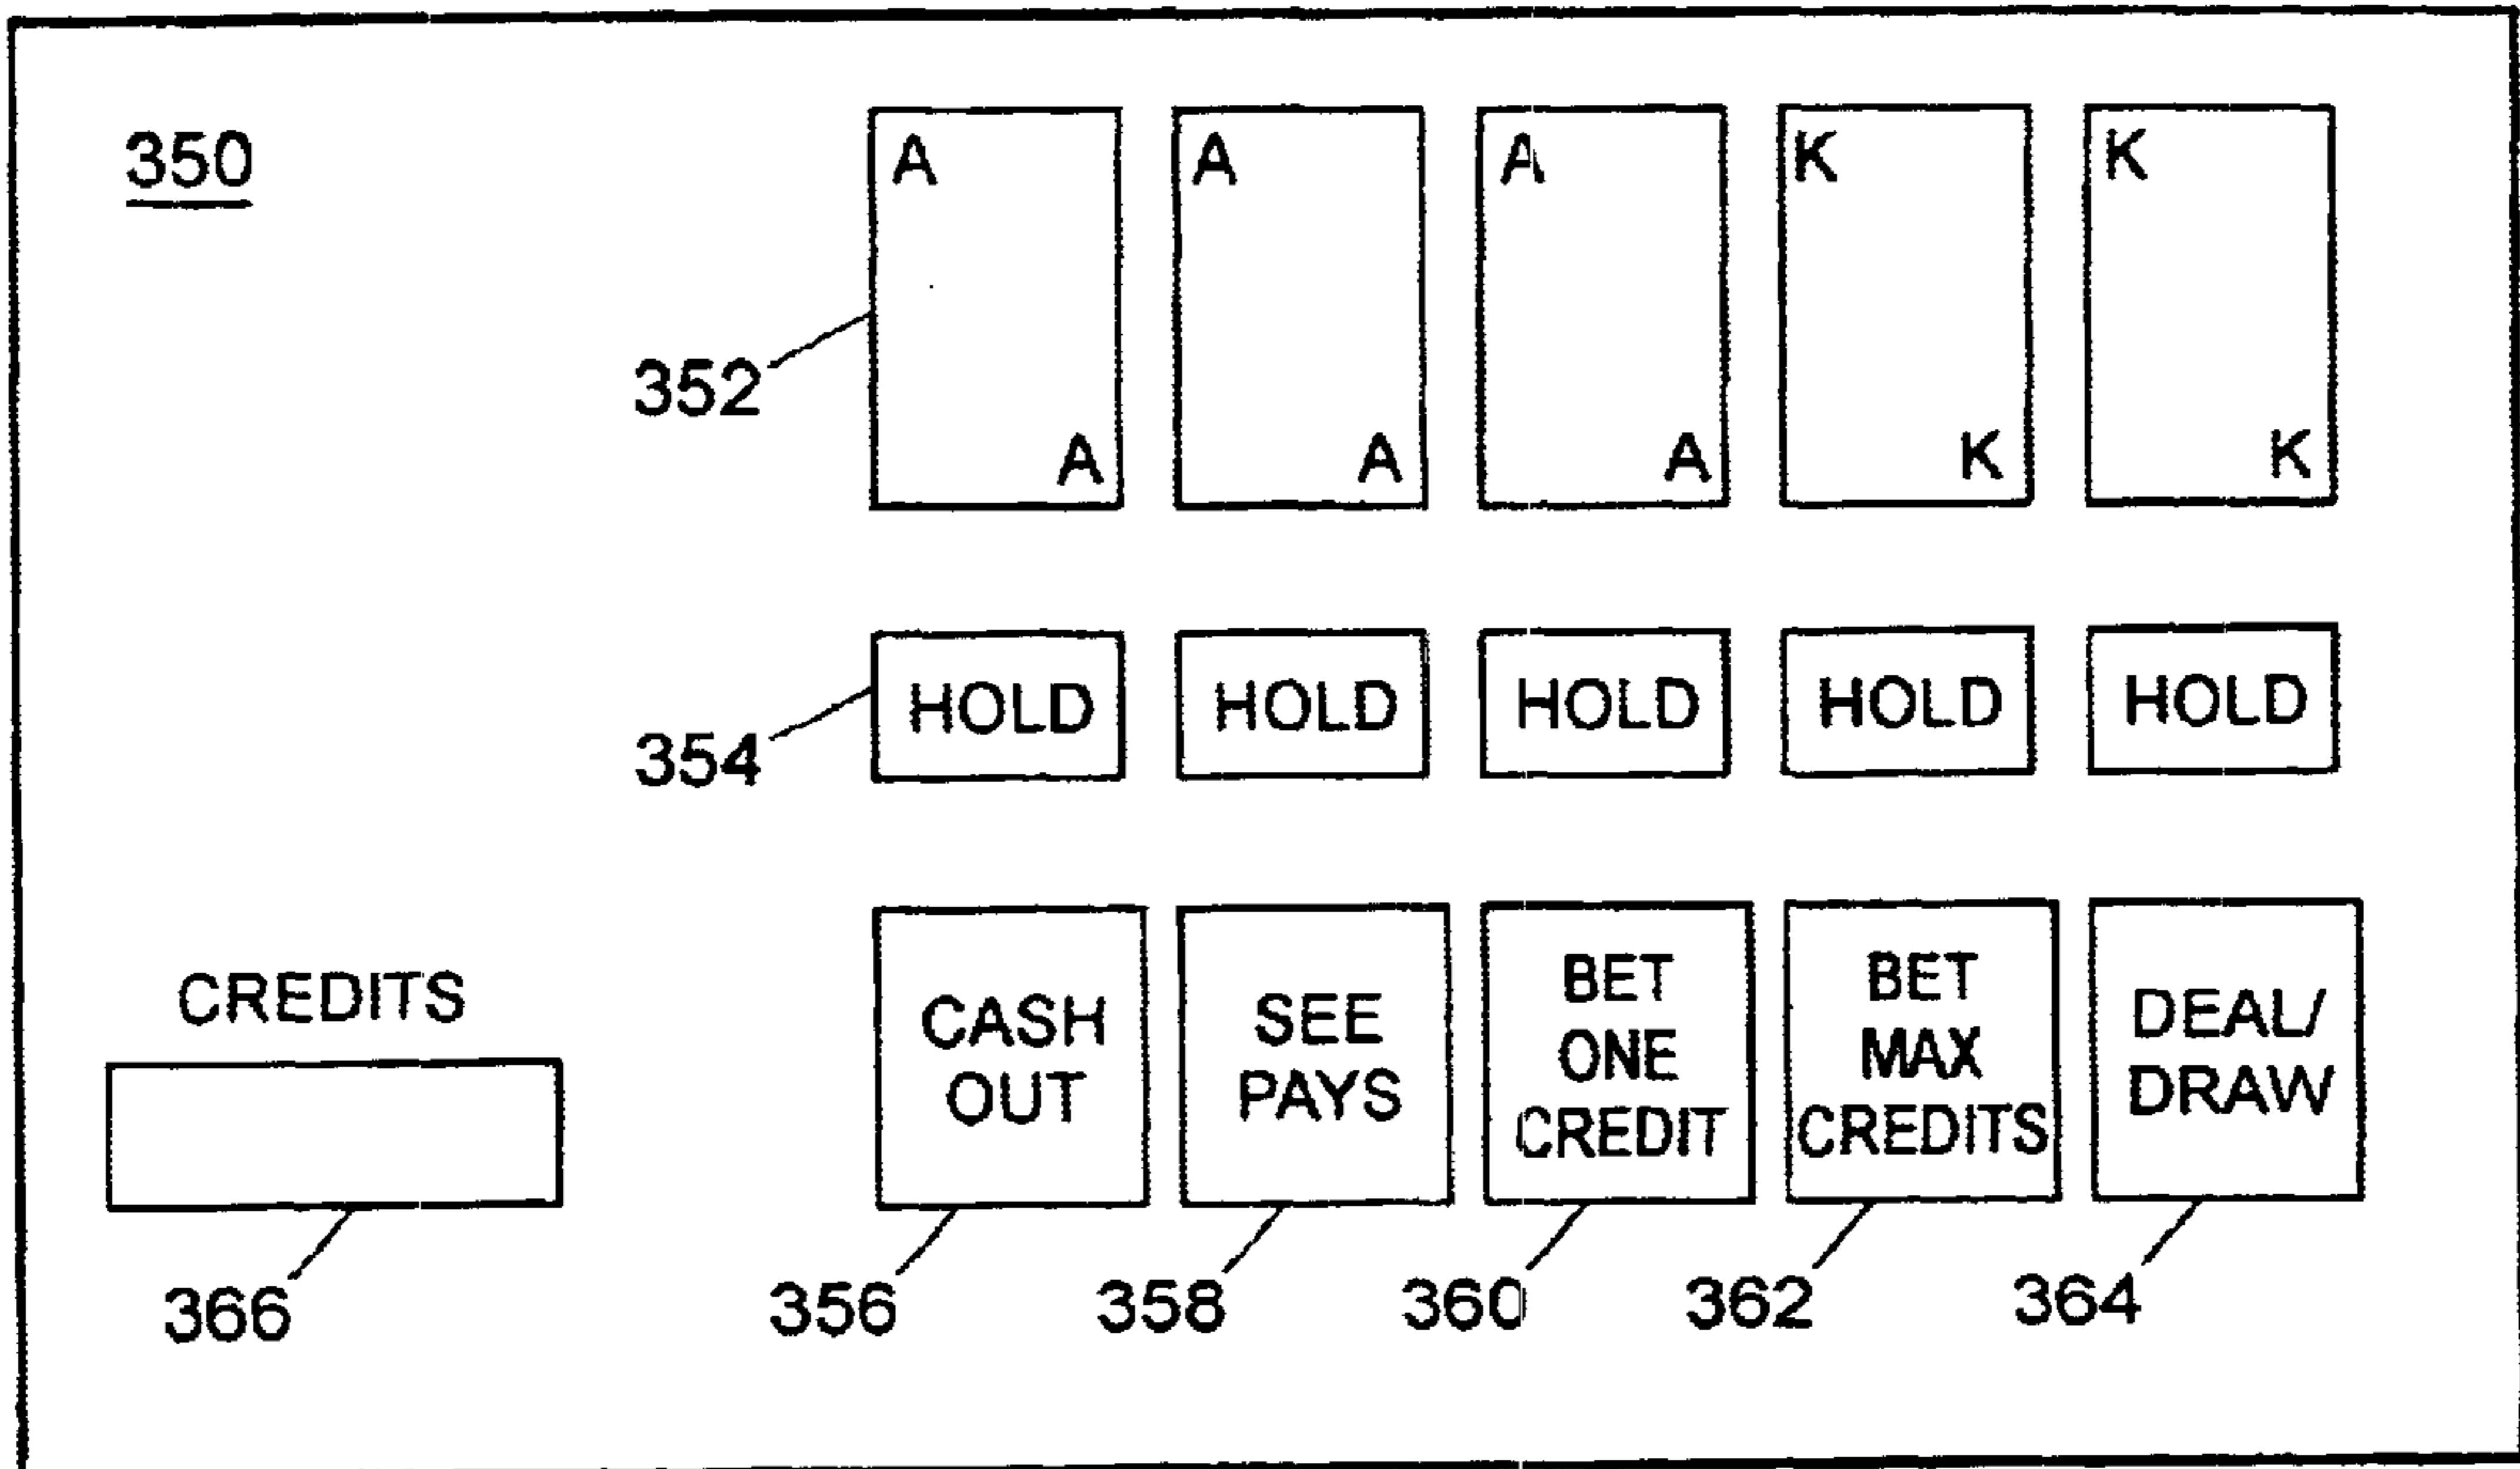 350
A A A K K
352
A A A K K
354
HOLD HOLD HOLD HOLD HOLD
CREDITS
366
CASH
OUT
356
SEE
PAYS
358
BET
ONE
CREDIT
360
BET
MAX
CREDITS
362
DEAL/
DRAW
364